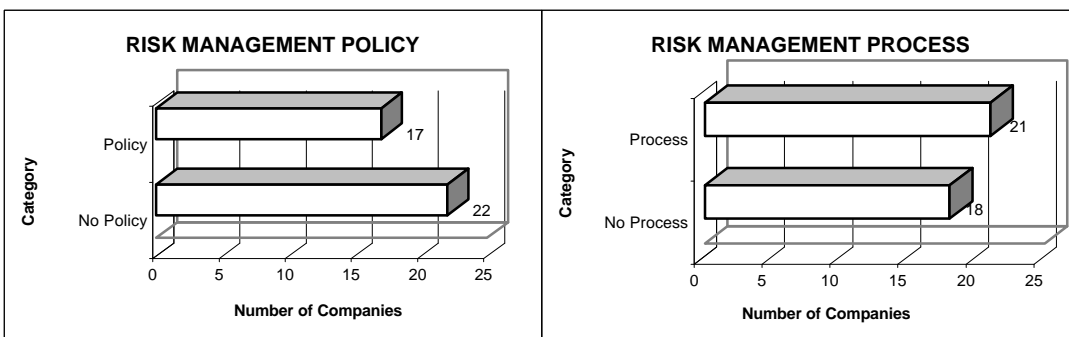 RISK MANAGEMENT POLICY
Category
Policy
17
No Policy
22
0 5 10 15 20 25
Number of Companies
RISK MANAGEMENT PROCESS
Category
Process
21
No Process
18
0 5 10 15 20 25
Number of Companies